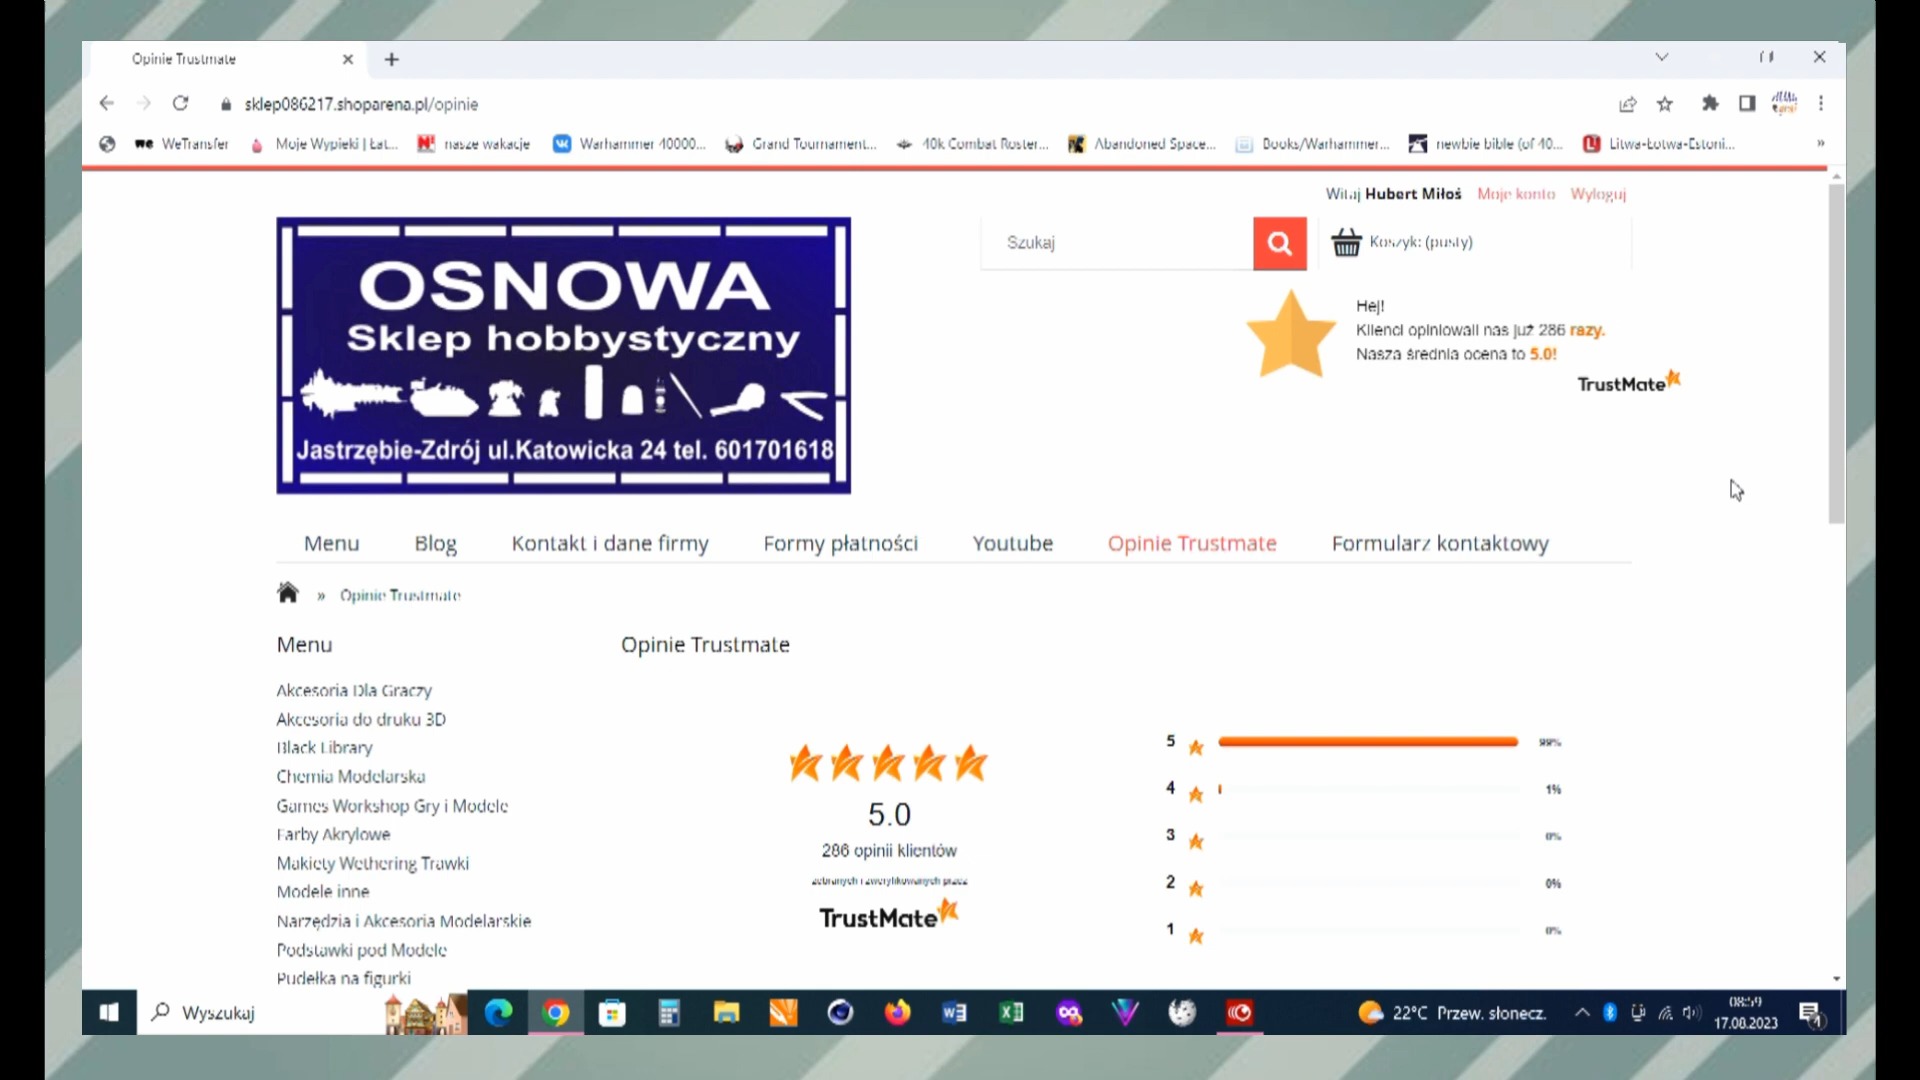 Opinie Trustmate
sklep086217.shoparena.pl/opinie
WeTransfer
Moje Wypieki | Łat...
nasze wakacje
Warhammer 40000...
Grand Tournament...
40k Combat Roster...
Abandoned Space...
Books/Warhammer...
newbie bible (of 40...
Litwa-Łotwa-Estoni...
»
Witaj Hubert Miłoś Moje konto Wyloguj
Szukaj
Koszyk: (pusty)
OSNOWA
Sklep hobbystyczny
Jastrzębie-Zdrój ul.Katowicka 24 tel. 601701618
Hej!
Klienci opiniowali nas już 286 razy.
Nasza średnia ocena to 5.0!
TrustMate
Menu Blog Kontakt i dane firmy Formy płatności Youtube Opinie Trustmate Formularz kontaktowy
» Opinie Trustmate
Menu
Akcesoria Dla Graczy
Akcesoria do druku 3D
Black Library
Chemia Modelarska
Games Workshop Gry i Modele
Farby Akrylowe
Makiety Wethering Trawki
Modele inne
Narzędzia i Akcesoria Modelarskie
Podstawki pod Modele
Pudełka na figurki
Opinie Trustmate
5.0
286 opinii klientów
zebranych i zweryfikowanych przez
TrustMate
5 99%
4 1%
3 0%
2 0%
1 0%
Wyszukaj
22°C Przew. słonecz.
08:59
17.08.2023
4